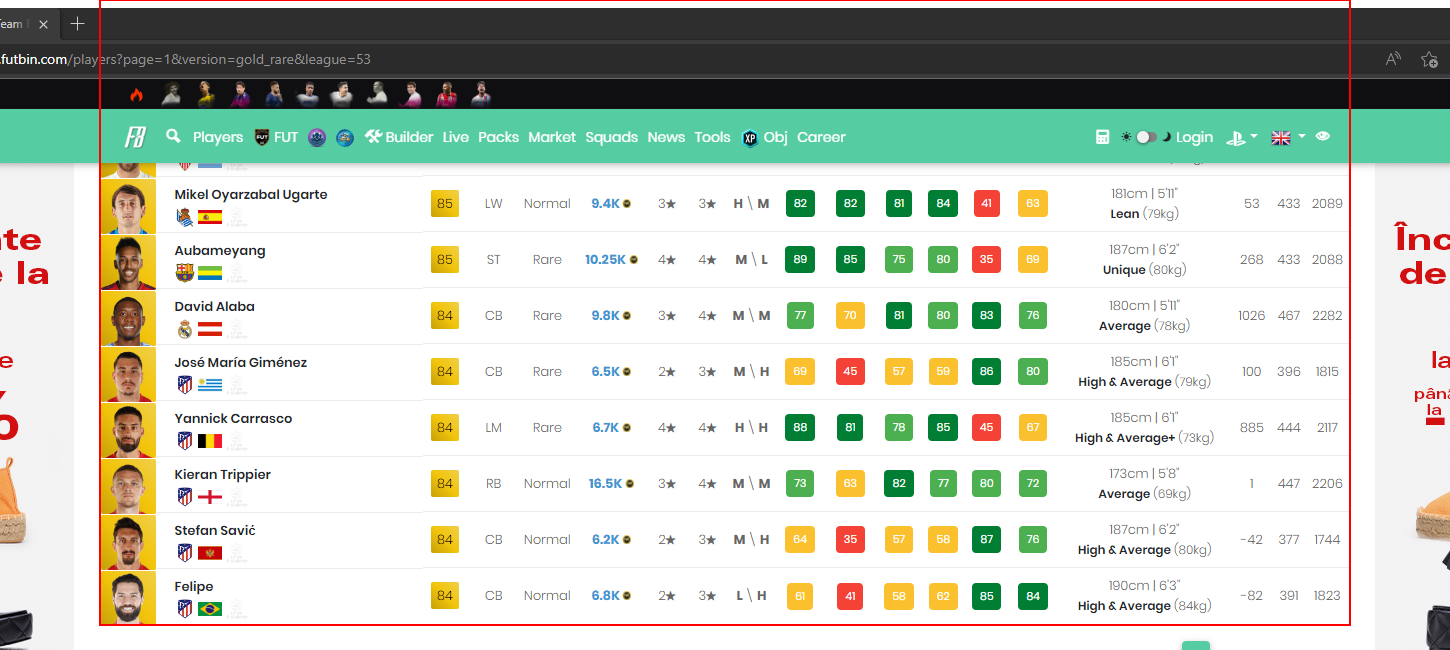 Team
.futbin.com/players?page=1&version=gold_rare&league=53
FB Players FUT Builder Live Packs Market Squads News Tools XP Obj Career Login
Mikel Oyarzabal Ugarte 85 LW Normal 9.4K 3★ 3★ H \ M 82 82 81 84 41 63 181cm | 5'11" 53 433 2089
Lean (79kg)
Aubameyang 85 ST Rare 10.25K 4★ 4★ M \ L 89 85 75 80 35 69 187cm | 6'2" 268 433 2088
Unique (80kg)
David Alaba 84 CB Rare 9.8K 3★ 4★ M \ M 77 70 81 80 83 76 180cm | 5'11" 1026 467 2282
Average (78kg)
José María Giménez 84 CB Rare 6.5K 2★ 3★ M \ H 69 45 57 59 86 80 185cm | 6'1" 100 396 1815
High & Average (79kg)
Yannick Carrasco 84 LM Rare 6.7K 4★ 4★ H \ H 88 81 78 85 45 67 185cm | 6'1" 885 444 2117
High & Average+ (73kg)
Kieran Trippier 84 RB Normal 16.5K 3★ 4★ M \ M 73 63 82 77 80 72 173cm | 5'8" 1 447 2206
Average (69kg)
Stefan Savić 84 CB Normal 6.2K 2★ 3★ M \ H 64 35 57 58 87 76 187cm | 6'2" -42 377 1744
High & Average (80kg)
Felipe 84 CB Normal 6.8K 2★ 3★ L \ H 61 41 58 62 85 84 190cm | 6'3" -82 391 1823
High & Average (84kg)
la
Înc
de
la
până
la